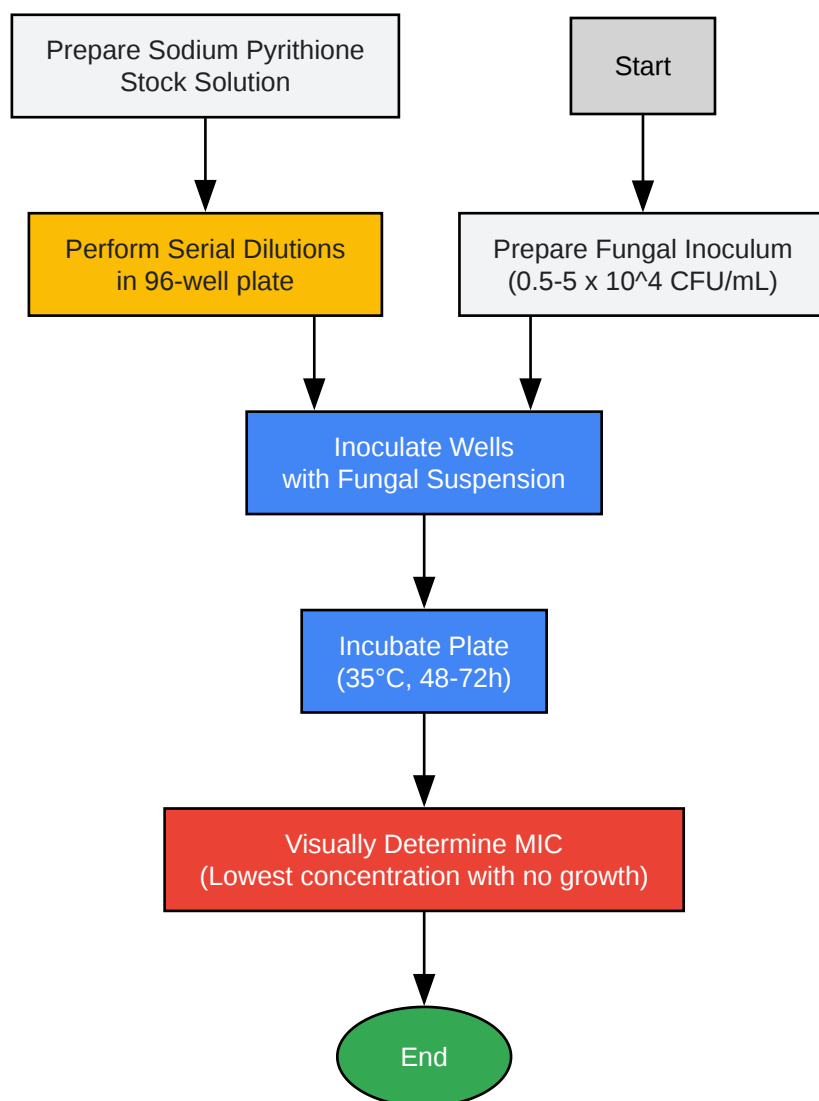 Prepare Sodium Pyrithione
Stock Solution
Start
Perform Serial Dilutions
in 96-well plate
Prepare Fungal Inoculum
(0.5-5 x 10^4 CFU/mL)
Inoculate Wells
with Fungal Suspension
Incubate Plate
(35°C, 48-72h)
Visually Determine MIC
(Lowest concentration with no growth)
End